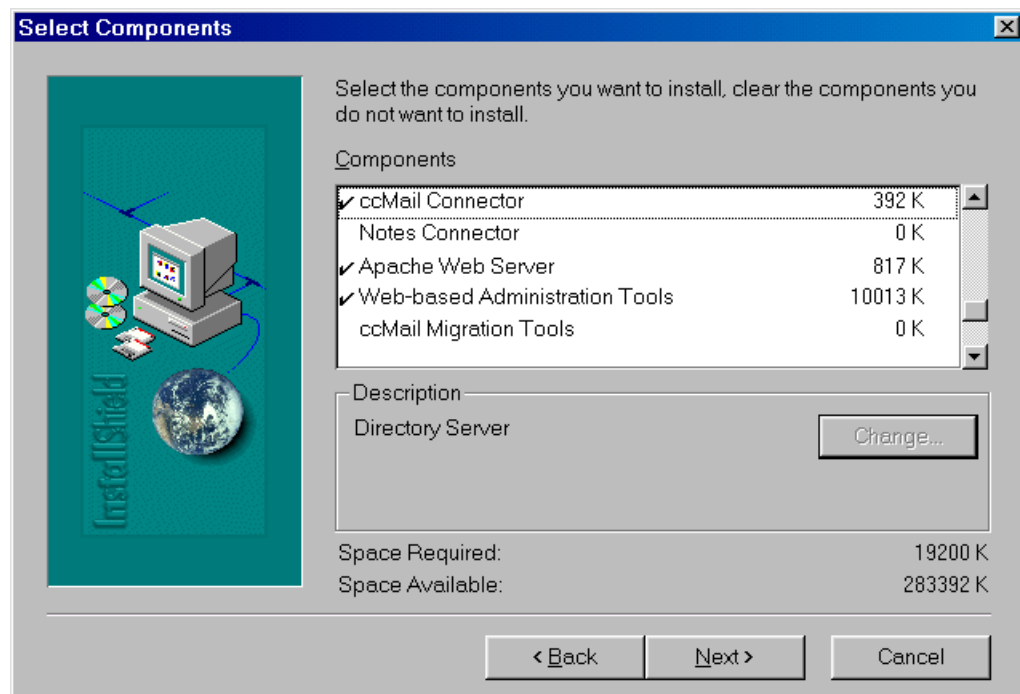 Select Components
Select the components you want to install, clear the components you
do not want to install.
Components
ccMail Connector 392 K
Notes Connector 0 K
Apache Web Server 817 K
Web-based Administration Tools 10013 K
ccMail Migration Tools 0 K
Description
Directory Server
Change...
InstallShield
Space Required: 19200 K
Space Available: 283392 K
< Back Next > Cancel